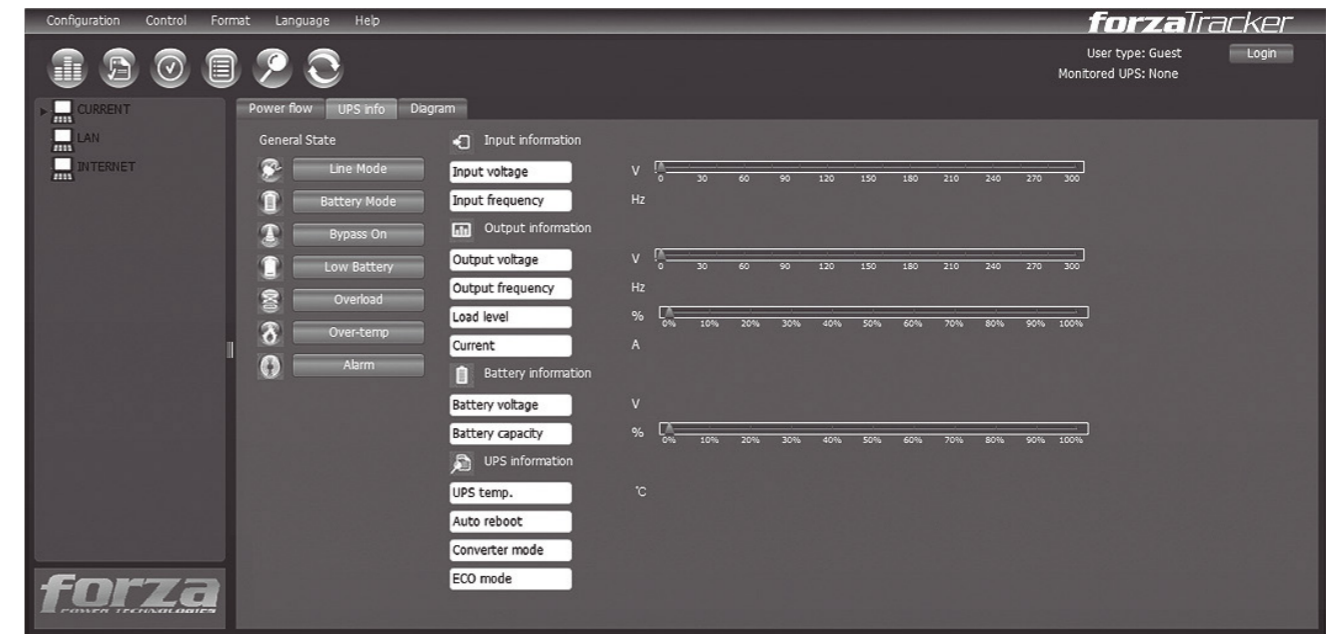 Configuration Control Format Language Help
forzaTracker
User type: Guest Login
Monitored UPS: None
CURRENT
LAN
INTERNET
Power flow UPS info Diagram
General State
Line Mode
Battery Mode
Bypass On
Low Battery
Overload
Over-temp
Alarm
Input information
Input voltage V
0 30 60 90 120 150 180 210 240 270 300
Input frequency Hz
Output information
Output voltage V
0 30 60 90 120 150 180 210 240 270 300
Output frequency Hz
Load level %
0% 10% 20% 30% 40% 50% 60% 70% 80% 90% 100%
Current A
Battery information
Battery voltage V
Battery capacity %
0% 10% 20% 30% 40% 50% 60% 70% 80% 90% 100%
UPS information
UPS temp. °C
Auto reboot
Converter mode
ECO mode
forza
POWER TECHNOLOGIES